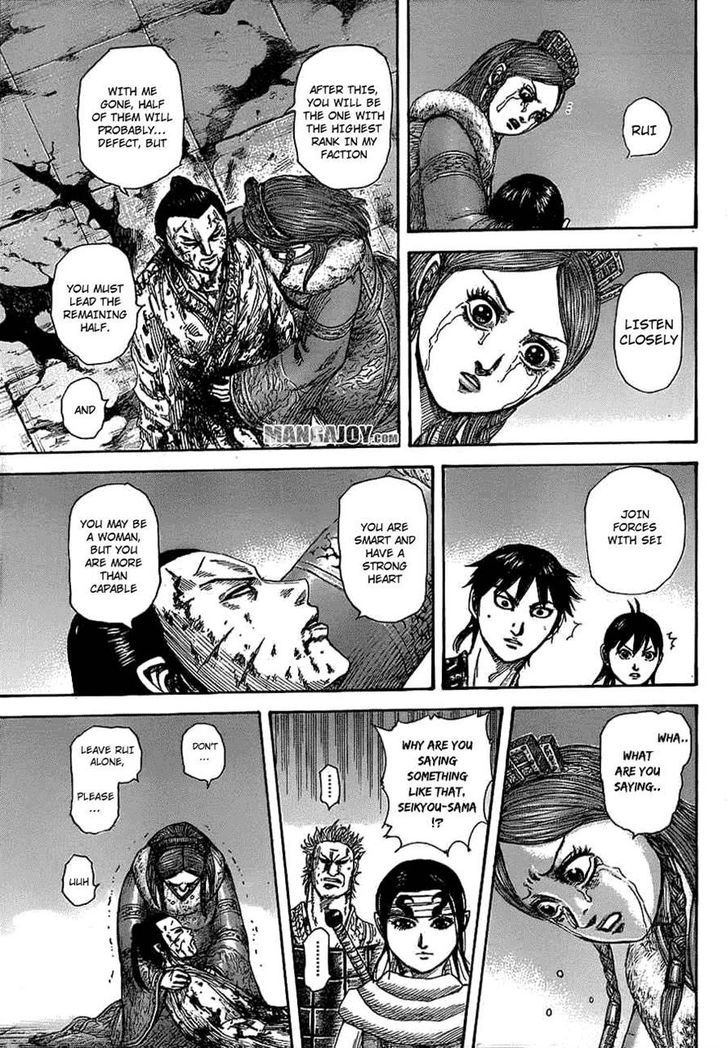 RUI
LISTEN
CLOSELY
AFTER THIS,
YOU WILL BE
THE ONE WITH
THE HIGHEST
RANK IN MY
FACTION
WITH ME
GONE, HALF
OF THEM WILL
PROBABLY...
DEFECT, BUT
YOU MUST
LEAD THE
REMAINING
HALF.
AND
MANGAJOY.COM
JOIN
FORCES
WITH SEI
YOU ARE
SMART AND
HAVE A
STRONG
HEART
YOU MAY BE
A WOMAN,
BUT YOU
ARE MORE
THAN
CAPABLE
WHA..
WHAT
ARE YOU
SAYING..
WHY ARE YOU
SAYING
SOMETHING
LIKE THAT,
SEIKYOU-SAMA
!?
......
......
DON'T
...
LEAVE RUI
ALONE,
PLEASE
...
UUH